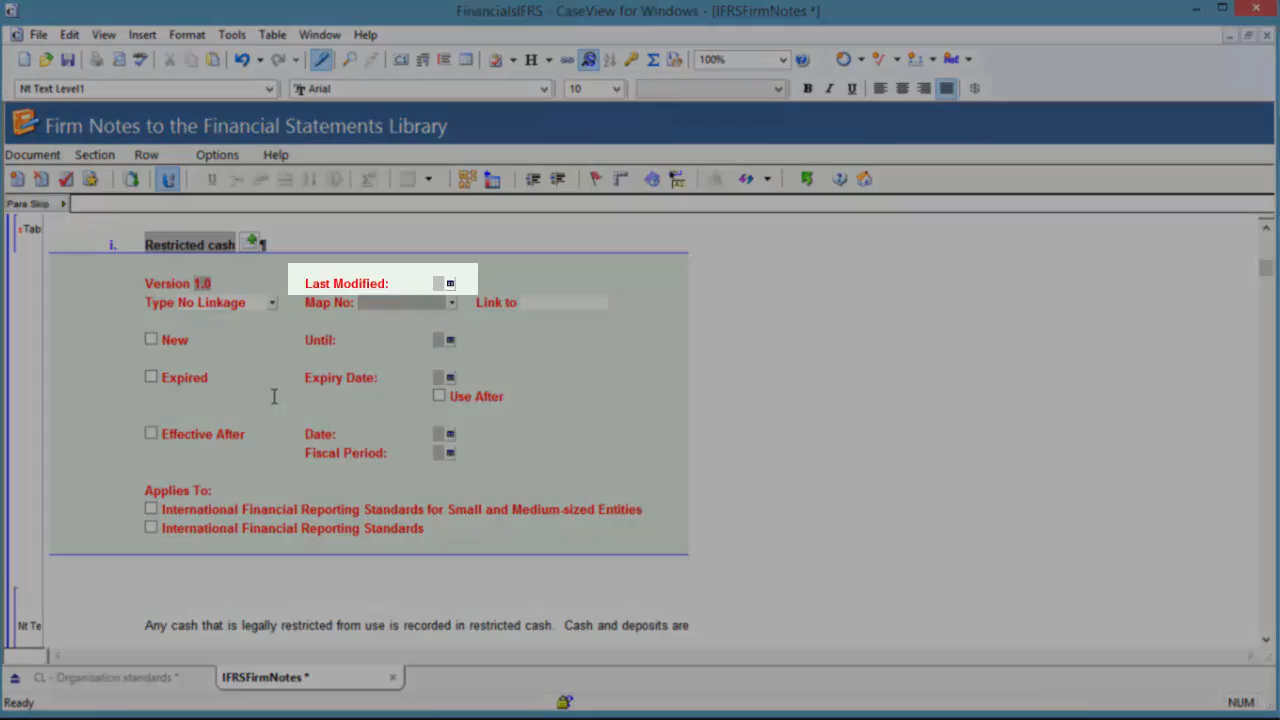 FinancialsIFRS - CaseView for Windows - [IFRSFirmNotes *]
File Edit View Insert Format Tools Table Window Help
100%
Nt Text Level1 Arial 10 B I U
Firm Notes to the Financial Statements Library
Document Section Row Options Help
Para Skip
Tab
i. Restricted cash ¶
Version 1.0 Last Modified:
Type No Linkage Map No: Link to
New Until:
Expired Expiry Date:
Use After
Effective After Date:
Fiscal Period:
Applies To:
International Financial Reporting Standards for Small and Medium-sized Entities
International Financial Reporting Standards
Nt Te Any cash that is legally restricted from use is recorded in restricted cash. Cash and deposits are
CL - Organisation standards * IFRSFirmNotes *
Ready NUM